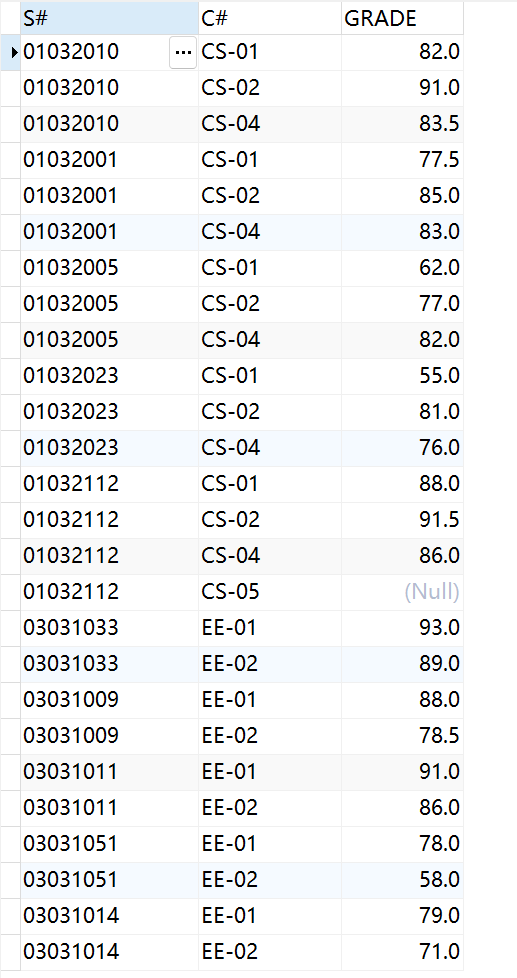 S# C# GRADE
01032010 ... CS-01 82.0
01032010 CS-02 91.0
01032010 CS-04 83.5
01032001 CS-01 77.5
01032001 CS-02 85.0
01032001 CS-04 83.0
01032005 CS-01 62.0
01032005 CS-02 77.0
01032005 CS-04 82.0
01032023 CS-01 55.0
01032023 CS-02 81.0
01032023 CS-04 76.0
01032112 CS-01 88.0
01032112 CS-02 91.5
01032112 CS-04 86.0
01032112 CS-05 (Null)
03031033 EE-01 93.0
03031033 EE-02 89.0
03031009 EE-01 88.0
03031009 EE-02 78.5
03031011 EE-01 91.0
03031011 EE-02 86.0
03031051 EE-01 78.0
03031051 EE-02 58.0
03031014 EE-01 79.0
03031014 EE-02 71.0